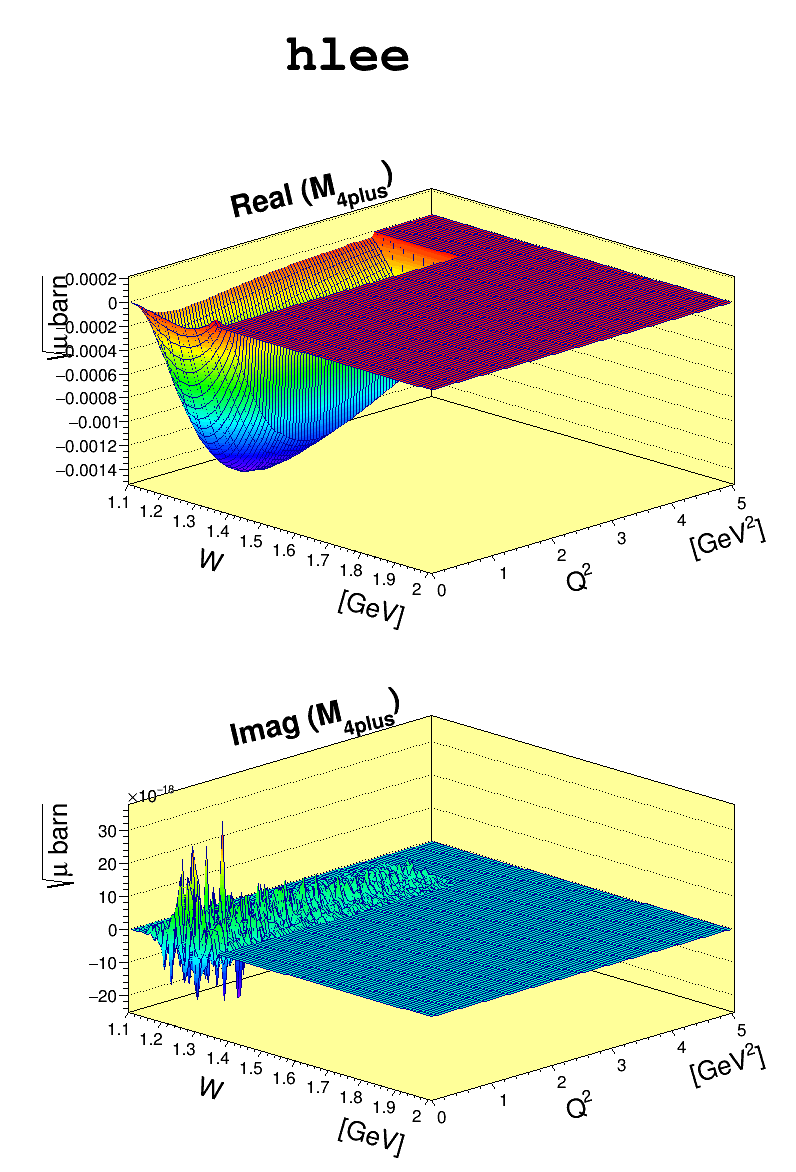 hlee
Real (M4plus)
√μ barn
0.0002
0
−0.0002
−0.0004
−0.0006
−0.0008
−0.001
−0.0012
−0.0014
1.1 1.2 1.3 1.4 1.5 1.6 1.7 1.8 1.9 2
W [GeV]
0 1 2 3 4 5
Q2 [GeV2]
Imag (M4plus)
×10−18
√μ barn
30
20
10
0
−10
−20
1.1 1.2 1.3 1.4 1.5 1.6 1.7 1.8 1.9 2
W [GeV]
0 1 2 3 4 5
Q2 [GeV2]